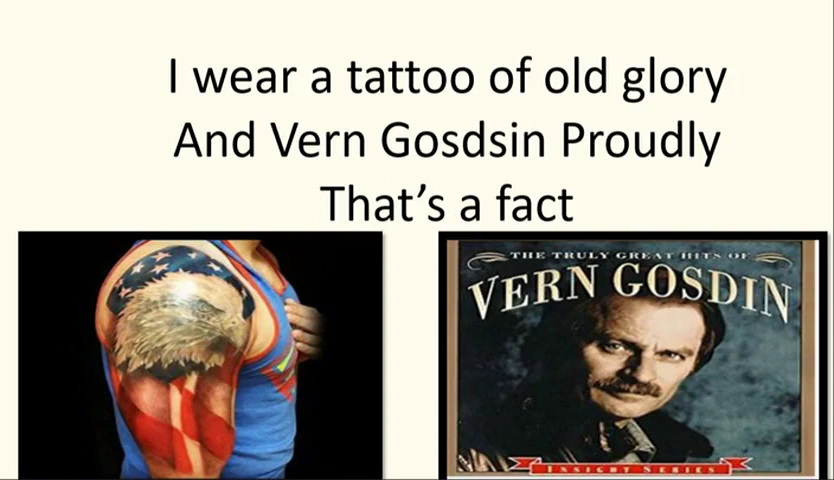 I wear a tattoo of old glory
And Vern Gosdsin Proudly
That's a fact
THE TRULY GREAT HITS OF
VERN GOSDIN
INSIGHT SERIES